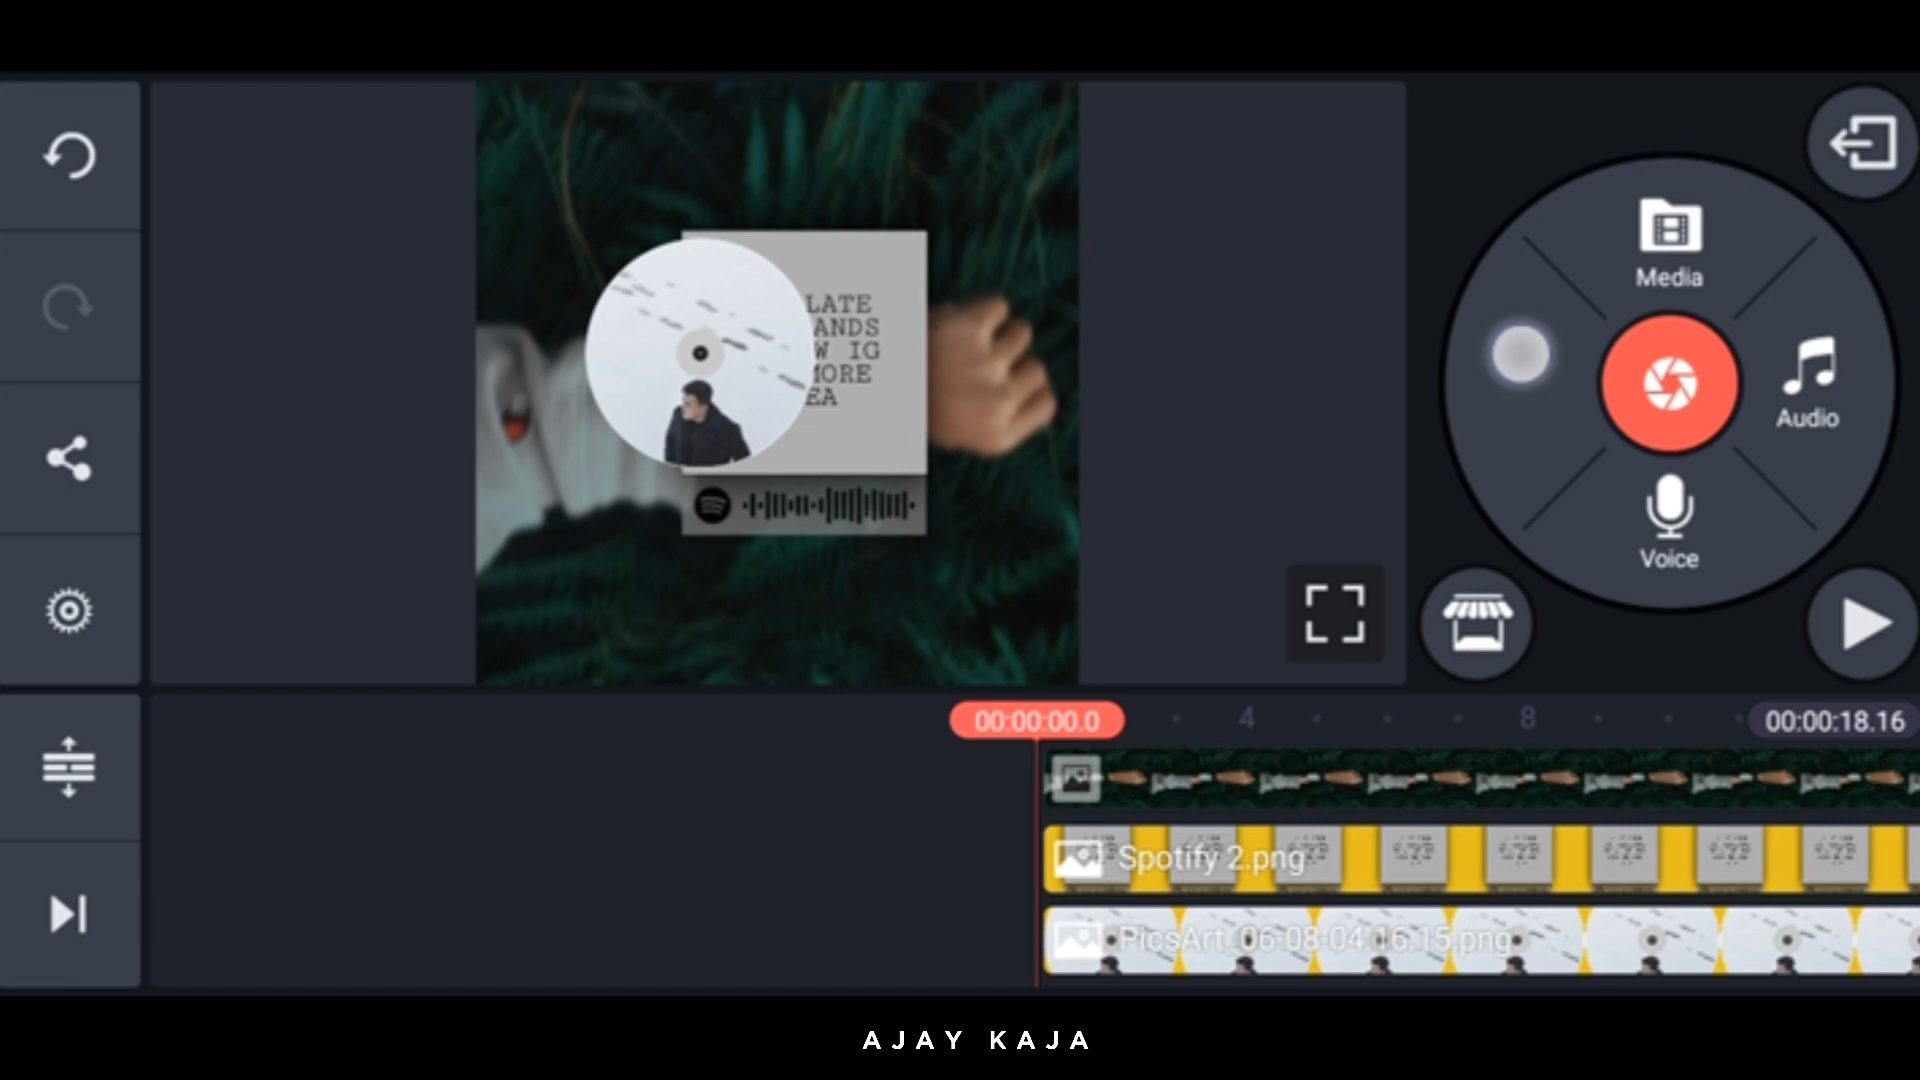 Media
LATE
ANDS
W IG
MORE
EA
Audio
Voice
00:00:00.0
4
8
00:00:18.16
Spotify 2.png
PicsArt_06-08-04.16.15.png
AJAY KAJA